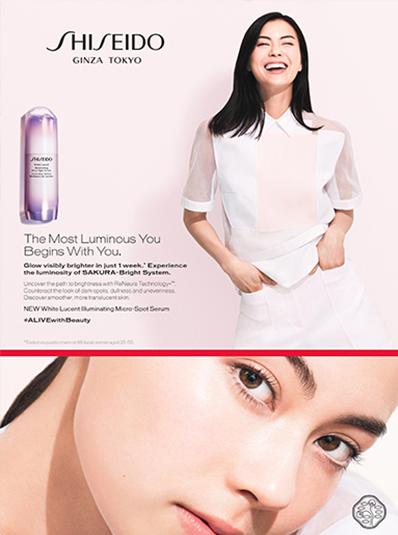 SHISEIDO
GINZA TOKYO
SHISEIDO
The Most Luminous You
Begins With You.
Glow visibly brighter in just 1 week.* Experience
the luminosity of SAKURA-Bright System.
Uncover the path to brightness with ReNeura Technology+™.
Counteract the look of dark spots, dullness and unevenness.
Discover smoother, more translucent skin.
NEW White Lucent Illuminating Micro-Spot Serum
#ALIVEwithBeauty